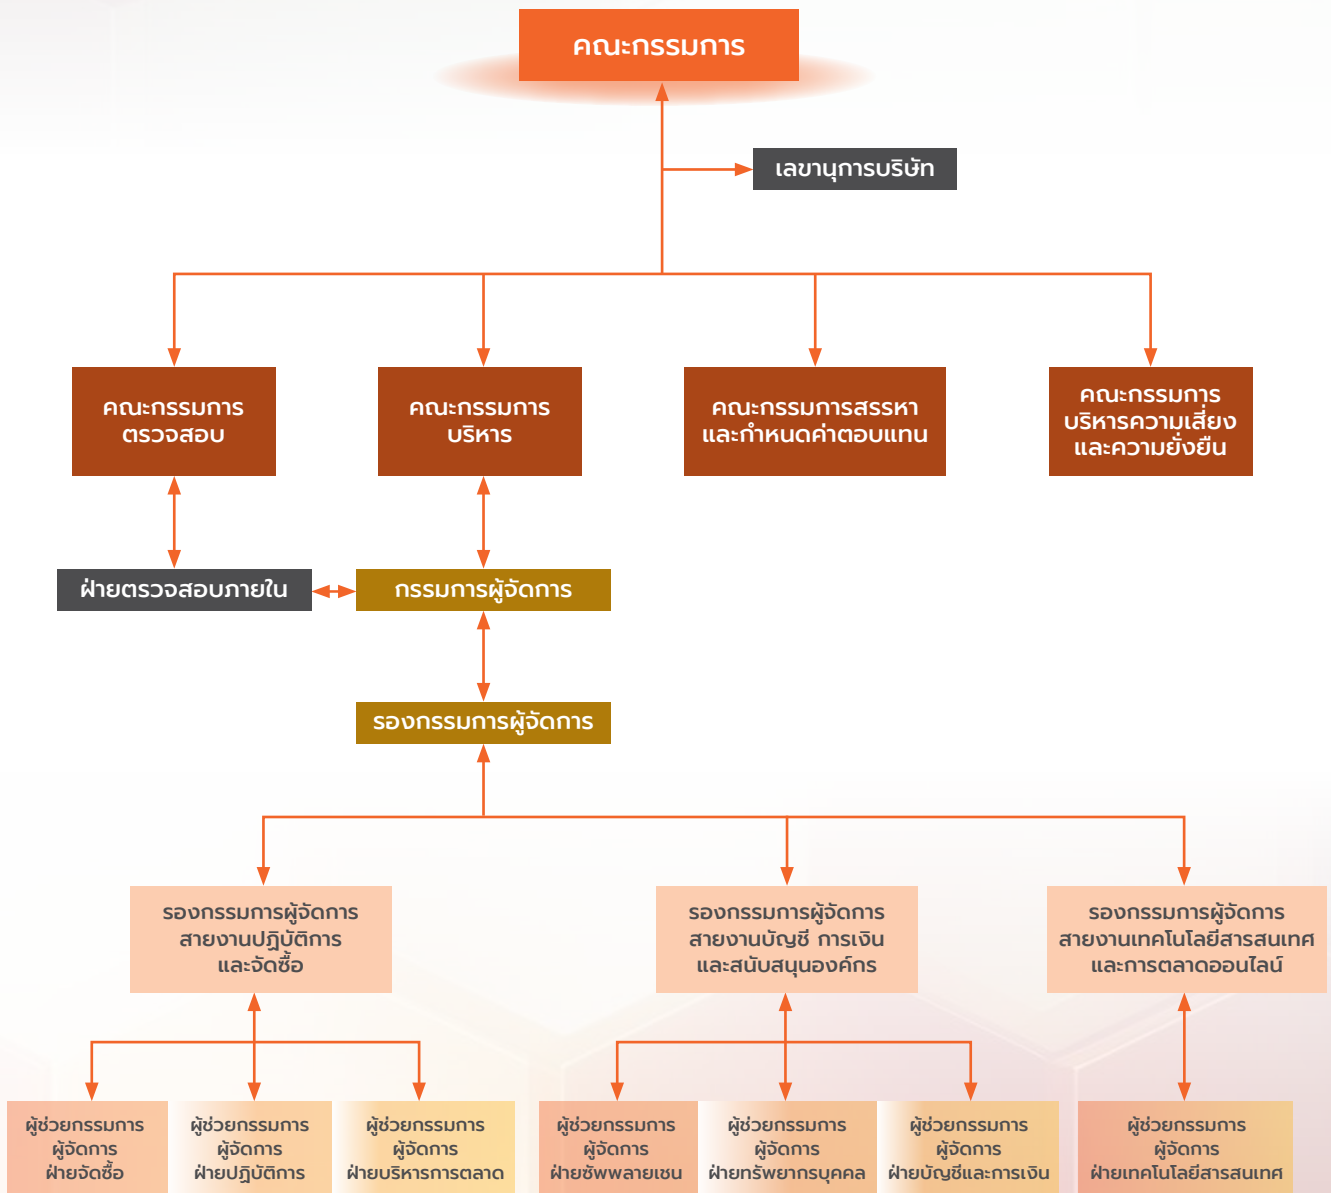 คณะกรรมการ
เลขานุการบริษัท
คณะกรรมการ
ตรวจสอบ
คณะกรรมการ
บริหาร
คณะกรรมการสรรหา
และกำหนดค่าตอบแทน
คณะกรรมการ
บริหารความเสี่ยง
และความยั่งยืน
ฝ่ายตรวจสอบภายใน
กรรมการผู้จัดการ
รองกรรมการผู้จัดการ
รองกรรมการผู้จัดการ
สายงานปฏิบัติการ
และจัดซื้อ
รองกรรมการผู้จัดการ
สายงานบัญชี การเงิน
และสนับสนุนองค์กร
รองกรรมการผู้จัดการ
สายงานเทคโนโลยีสารสนเทศ
และการตลาดออนไลน์
ผู้ช่วยกรรมการ
ผู้จัดการ
ฝ่ายจัดซื้อ
ผู้ช่วยกรรมการ
ผู้จัดการ
ฝ่ายปฏิบัติการ
ผู้ช่วยกรรมการ
ผู้จัดการ
ฝ่ายบริหารการตลาด
ผู้ช่วยกรรมการ
ผู้จัดการ
ฝ่ายซัพพลายเชน
ผู้ช่วยกรรมการ
ผู้จัดการ
ฝ่ายทรัพยากรบุคคล
ผู้ช่วยกรรมการ
ผู้จัดการ
ฝ่ายบัญชีและการเงิน
ผู้ช่วยกรรมการ
ผู้จัดการ
ฝ่ายเทคโนโลยีสารสนเทศ